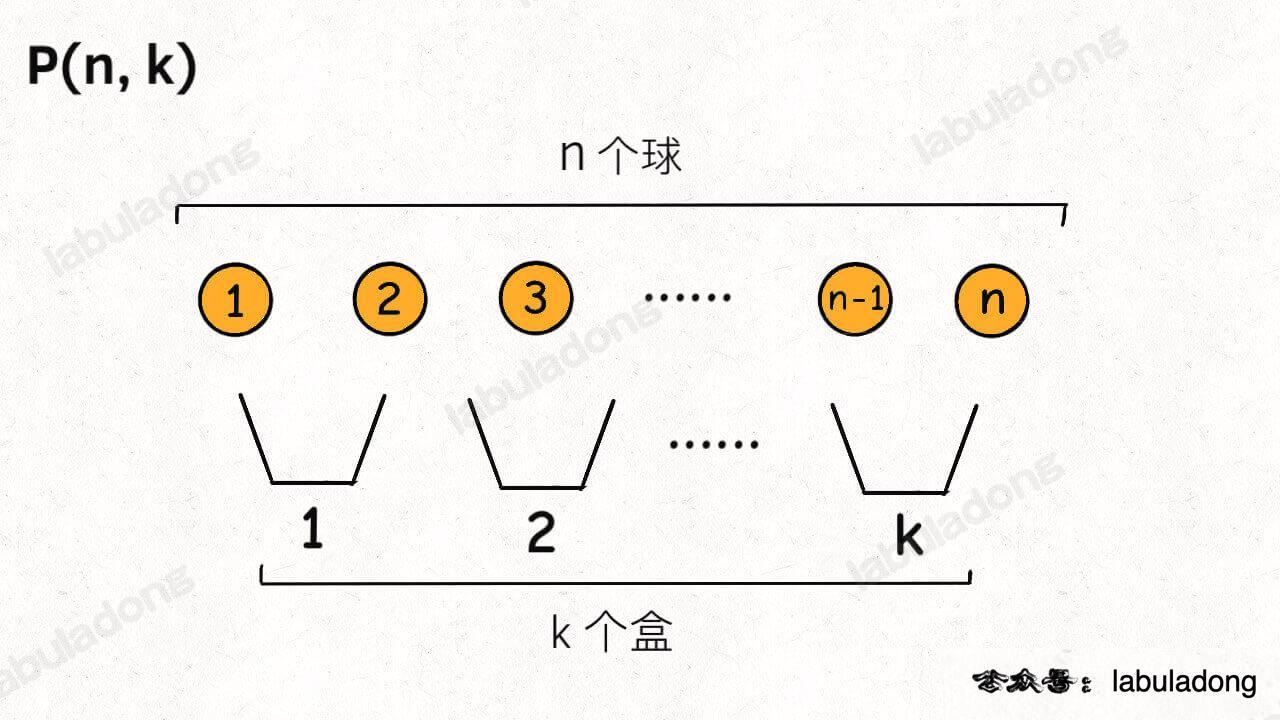 P(n, k)
n 个球
1 2 3 ...... n-1 n
......
1 2 k
k 个盒
公众号：labuladong
labuladong
labuladong
labuladong
labuladong
labuladong